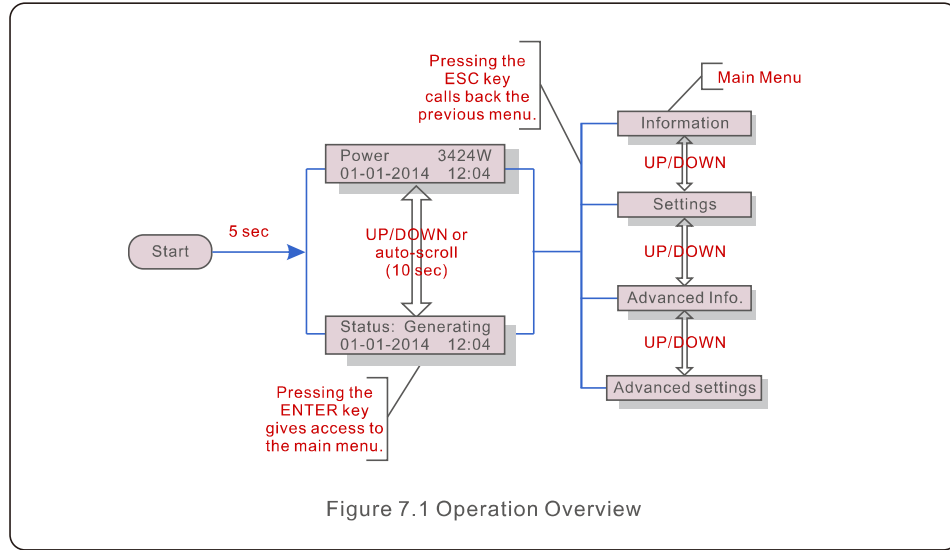 Start
5 sec
Power 3424W
01-01-2014 12:04
UP/DOWN or
auto-scroll
(10 sec)
Status: Generating
01-01-2014 12:04
Pressing the
ENTER key
gives access to
the main menu.
Pressing the
ESC key
calls back the
previous menu.
Main Menu
Information
UP/DOWN
Settings
UP/DOWN
Advanced Info.
UP/DOWN
Advanced settings
Figure 7.1 Operation Overview